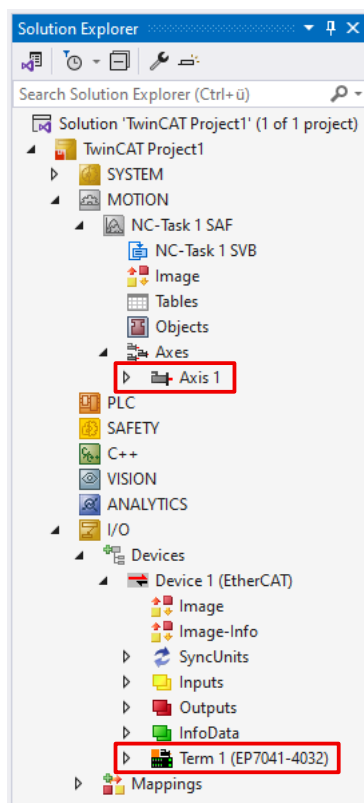 Solution Explorer
Search Solution Explorer (Ctrl+ü)
Solution 'TwinCAT Project1' (1 of 1 project)
TwinCAT Project1
SYSTEM
MOTION
NC-Task 1 SAF
NC-Task 1 SVB
Image
Tables
Objects
Axes
Axis 1
PLC
SAFETY
C++
VISION
ANALYTICS
I/O
Devices
Device 1 (EtherCAT)
Image
Image-Info
SyncUnits
Inputs
Outputs
InfoData
Term 1 (EP7041-4032)
Mappings